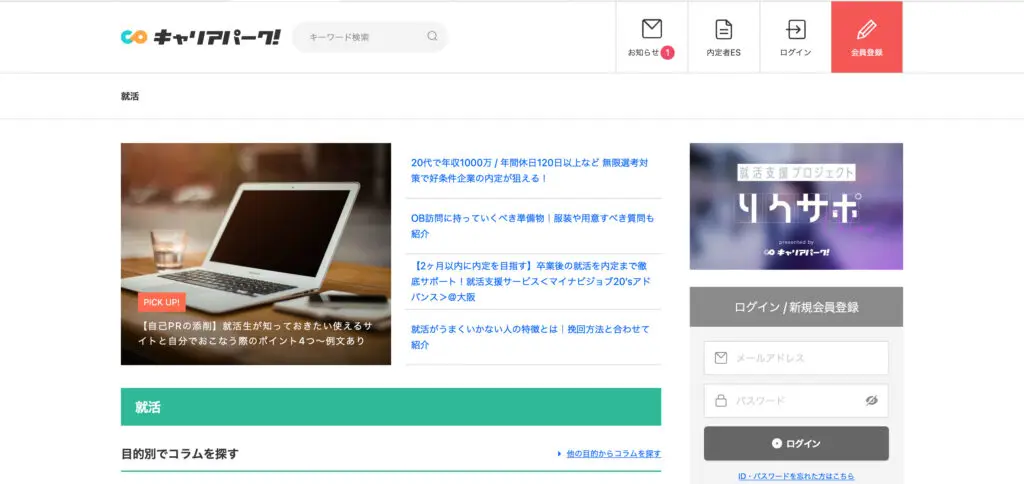 キャリアパーク!
キーワード検索
お知らせ 1
内定者ES
ログイン
会員登録
就活
PICK UP!
【自己PRの添削】就活生が知っておきたい使えるサ
イトと自分でおこなう際のポイント4つ〜例文あり
20代で年収1000万 / 年間休日120日以上など 無限選考対
策で好条件企業の内定が狙える！
OB訪問に持っていくべき準備物｜服装や用意すべき質問も
紹介
【2ヶ月以内に内定を目指す】卒業後の就活を内定まで徹
底サポート！就活支援サービス＜マイナビジョブ20'sアド
バンス＞@大阪
就活がうまくいかない人の特徴とは｜挽回方法と合わせて
紹介
就活支援プロジェクト
りクサポ
presented by
キャリアパーク!
ログイン / 新規会員登録
メールアドレス
パスワード
ログイン
ID・パスワードを忘れた方はこちら
就活
目的別でコラムを探す
他の目的からコラムを探す